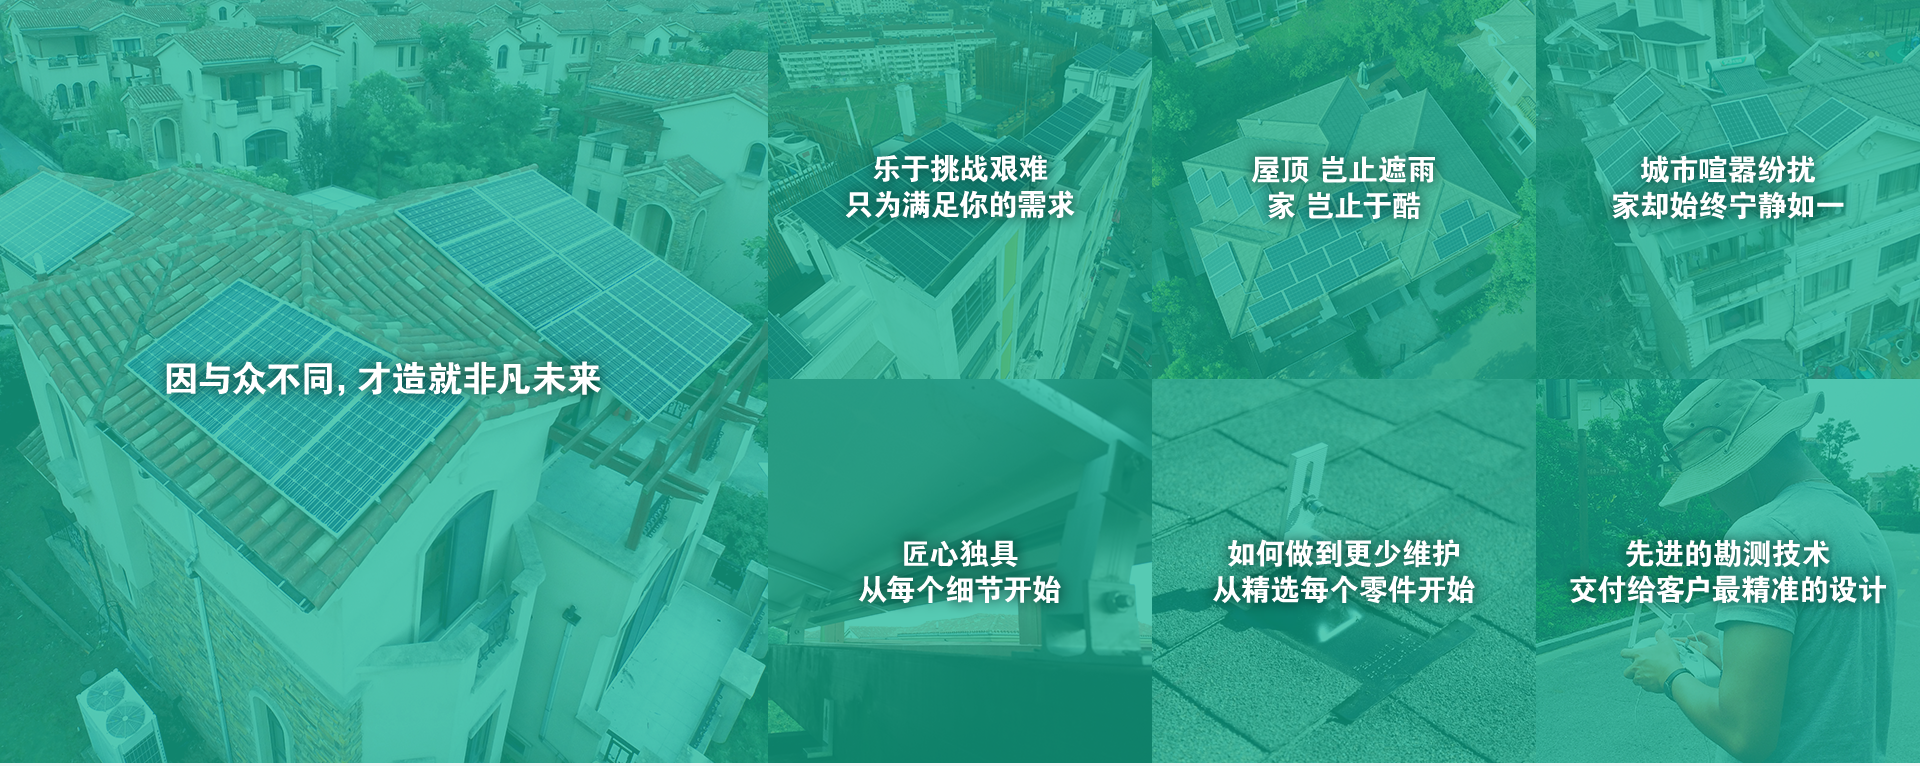 因与众不同，才造就非凡未来
乐于挑战艰难
只为满足你的需求
屋顶 岂止遮雨
家 岂止于酷
城市喧嚣纷扰
家却始终宁静如一
匠心独具
从每个细节开始
如何做到更少维护
从精选每个零件开始
先进的勘测技术
交付给客户最精准的设计